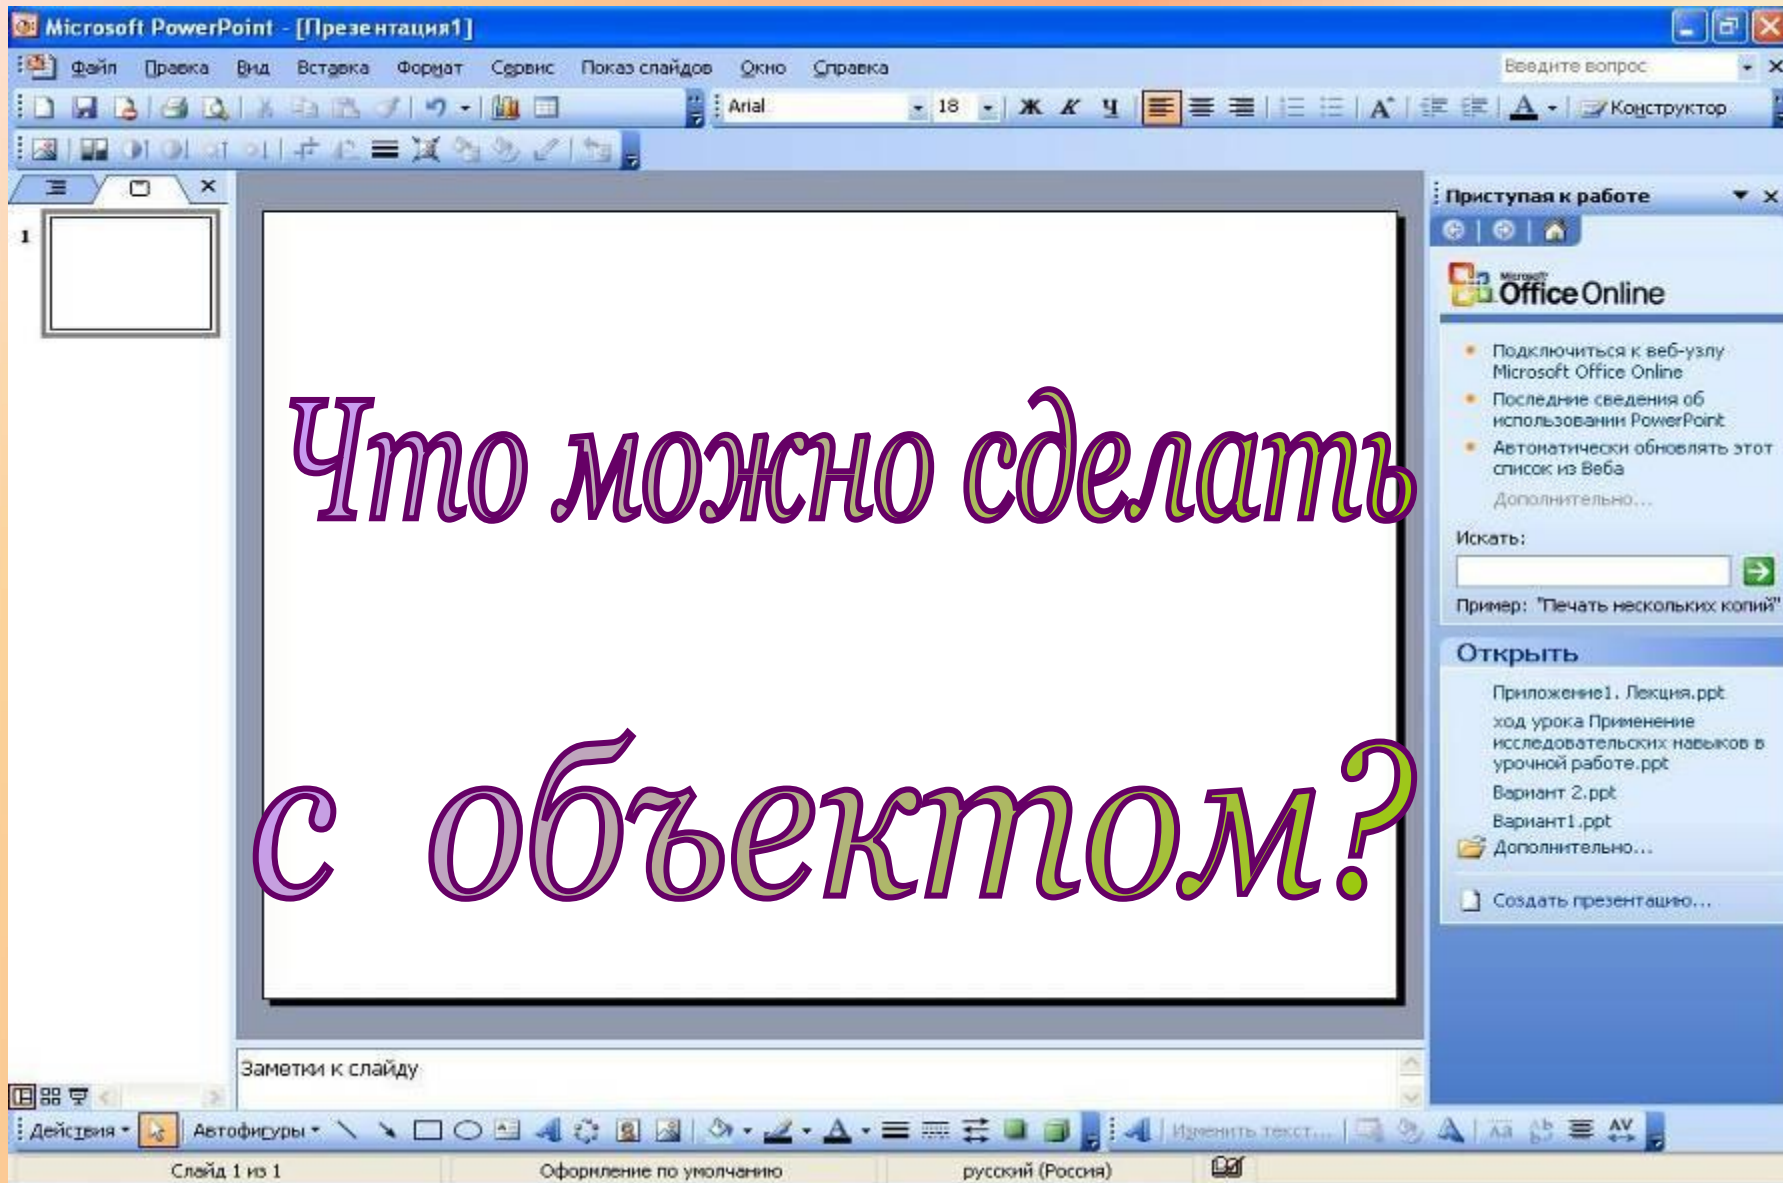 Microsoft PowerPoint - [Презентация1]
Файл Правка Вид Вставка Формат Сервис Показ слайдов Окно Справка Введите вопрос
Arial 18 Ж К Ч Конструктор
Приступая к работе
1
Microsoft
Office Online
Подключиться к веб-узлу
Microsoft Office Online
Последние сведения об
использовании PowerPoint
Автоматически обновлять этот
список из Веба
Дополнительно...
Искать:
Пример: "Печать нескольких копий"
Открыть
Приложение1. Лекция.ppt
ход урока Применение
исследовательских навыков в
урочной работе.ppt
Вариант 2.ppt
Вариант1.ppt
Дополнительно...
Создать презентацию...
Что можно сделать
с объектом?
Заметки к слайду
Действия Автофигуры Изменить текст...
Слайд 1 из 1 Оформление по умолчанию русский (Россия)